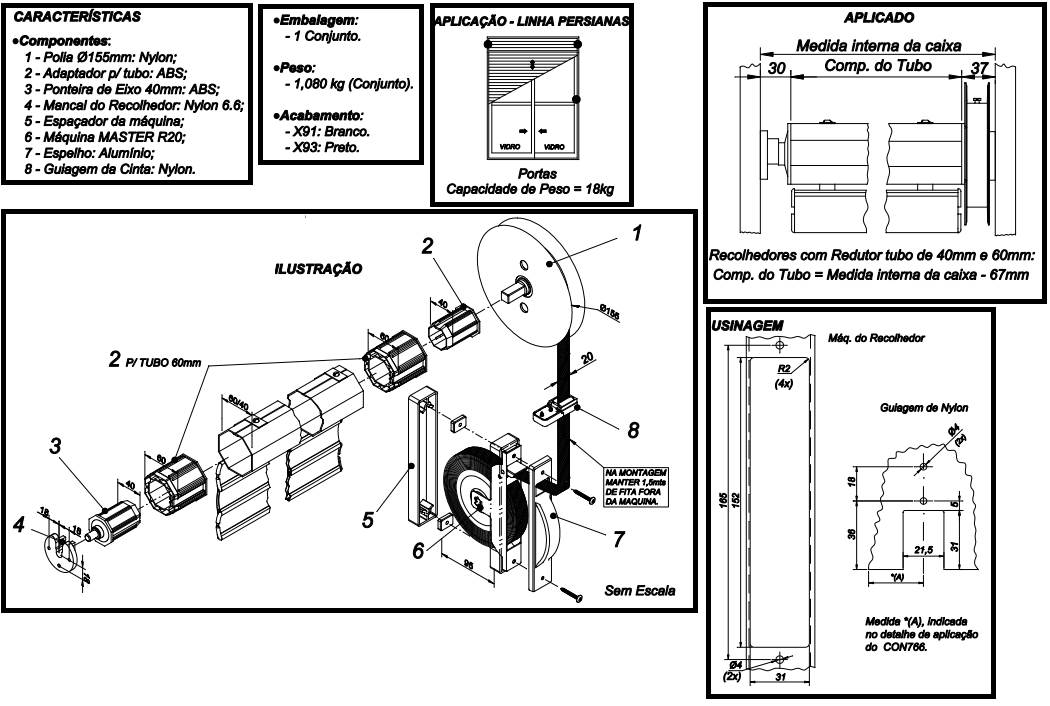 CARACTERÍSTICAS
●Componentes:
1 - Polia Ø155mm: Nylon;
2 - Adaptador p/ tubo: ABS;
3 - Ponteira de Eixo 40mm: ABS;
4 - Mancal do Recolhedor: Nylon 6.6;
5 - Espaçador da máquina;
6 - Máquina MASTER R20;
7 - Espelho: Alumínio;
8 - Guiagem da Cinta: Nylon.
●Embalagem:
- 1 Conjunto.
●Peso:
- 1,080 kg (Conjunto).
●Acabamento:
- X91: Branco.
- X93: Preto.
APLICAÇÃO - LINHA PERSIANAS
VIDRO VIDRO
Portas
Capacidade de Peso = 18kg
APLICADO
Medida interna da caixa
30 Comp. do Tubo 37
Recolhedores com Redutor tubo de 40mm e 60mm:
Comp. do Tubo = Medida interna da caixa - 67mm
ILUSTRAÇÃO
1
2
40
Ø155
60
2 P/ TUBO 60mm
20
60/40
8
3
60
40
NA MONTAGEM
MANTER 1,5mts
DE FITA FORA
DA MAQUINA.
4
18
18
5
6
7
95
Sem Escala
USINAGEM
Máq. do Recolhedor
R2
(4x)
Guiagem de Nylon
Ø4
(2x)
165
152
18
5
36
31
21,5
*(A)
Medida *(A), indicada
no detalhe de aplicação
do CON766.
Ø4
(2x)
31